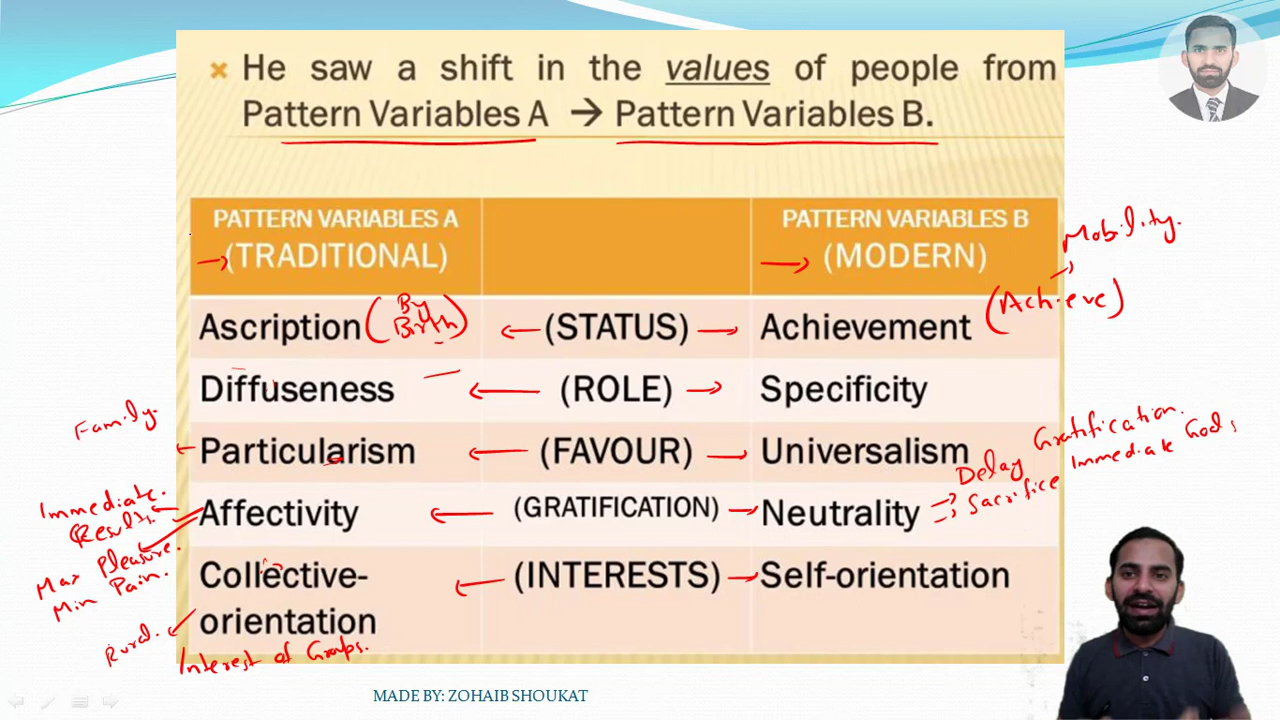 He saw a shift in the values of people from
Pattern Variables A → Pattern Variables B.
PATTERN VARIABLES A
(TRADITIONAL)
PATTERN VARIABLES B
(MODERN)
Mobility.
Ascription
(By
Birth)
(STATUS)
Achievement
(Achieve)
Diffuseness
(ROLE)
Specificity
Family.
Particularism
(FAVOUR)
Universalism
Delay Gratification.
Sacrifice Immediate
Immediate
Results.
Affectivity
(GRATIFICATION)
Neutrality
Max Pleasure.
Min Pain.
Collective-
orientation
(INTERESTS)
Self-orientation
Rural.
Interest of Groups.
MADE BY: ZOHAIB SHOUKAT